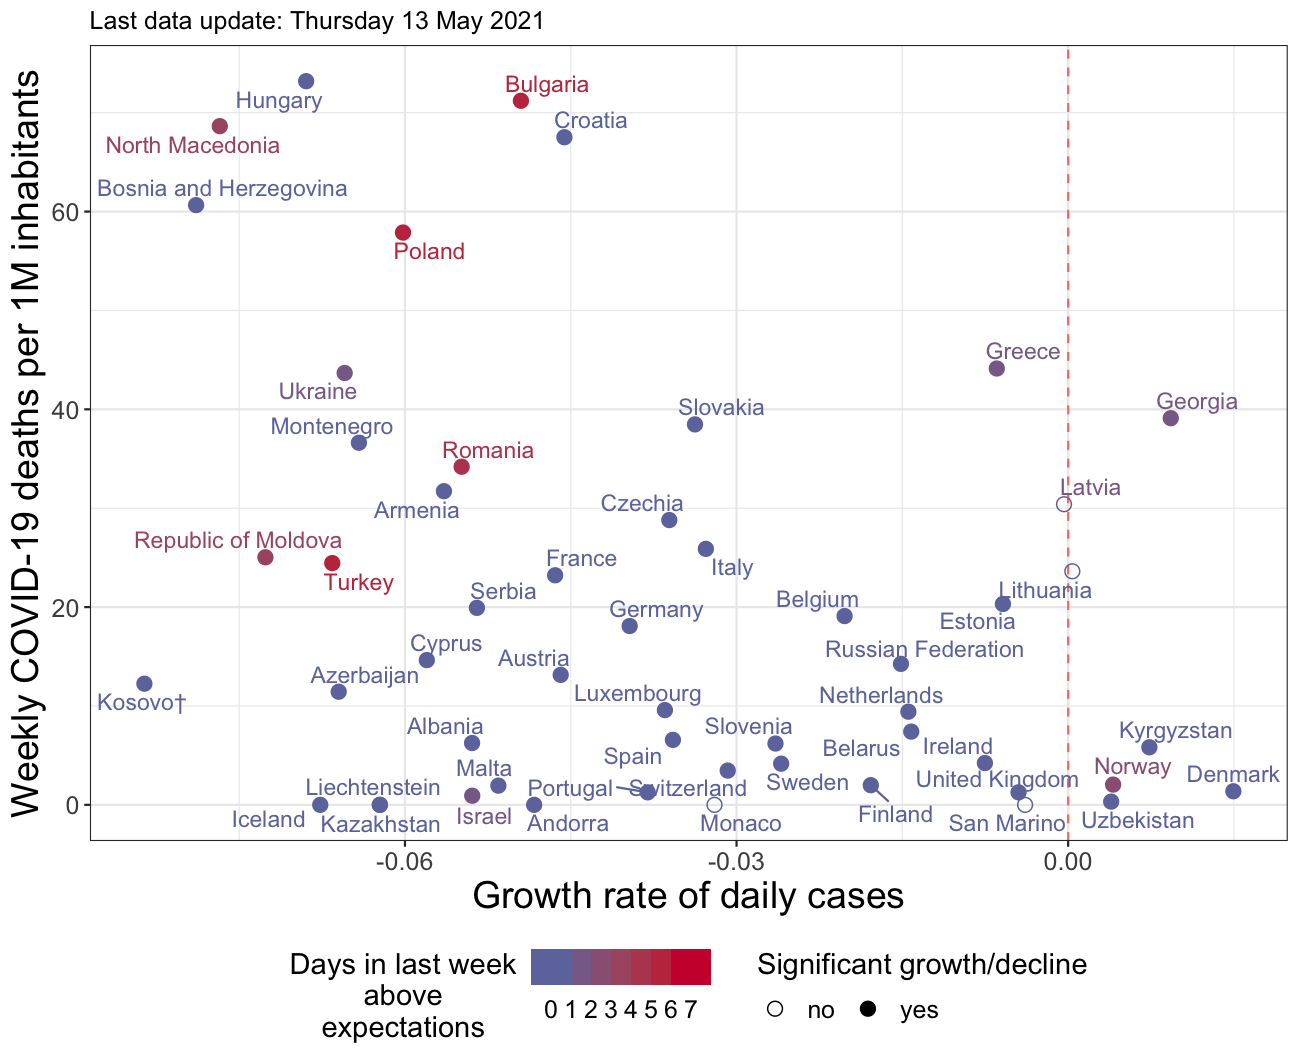 Last data update: Thursday 13 May 2021
Weekly COVID-19 deaths per 1M inhabitants
Bulgaria
Hungary
Croatia
North Macedonia
Bosnia and Herzegovina
60
Poland
Greece
Ukraine
Georgia
40
Slovakia
Montenegro
Romania
Latvia
Armenia
Czechia
Republic of Moldova
France
Italy
Turkey
Serbia
Lithuania
20
Germany
Belgium
Estonia
Cyprus
Russian Federation
Austria
Azerbaijan
Luxembourg
Netherlands
Kosovo†
Albania
Slovenia
Kyrgyzstan
Spain
Belarus
Ireland
Malta
Norway
Denmark
United Kingdom
Sweden
Liechtenstein
Portugal
Switzerland
0
Israel
Finland
Iceland
Kazakhstan
Andorra
Monaco
San Marino
Uzbekistan
-0.06
-0.03
0.00
Growth rate of daily cases
Days in last week
above
expectations
0 1 2 3 4 5 6 7
Significant growth/decline
no
yes